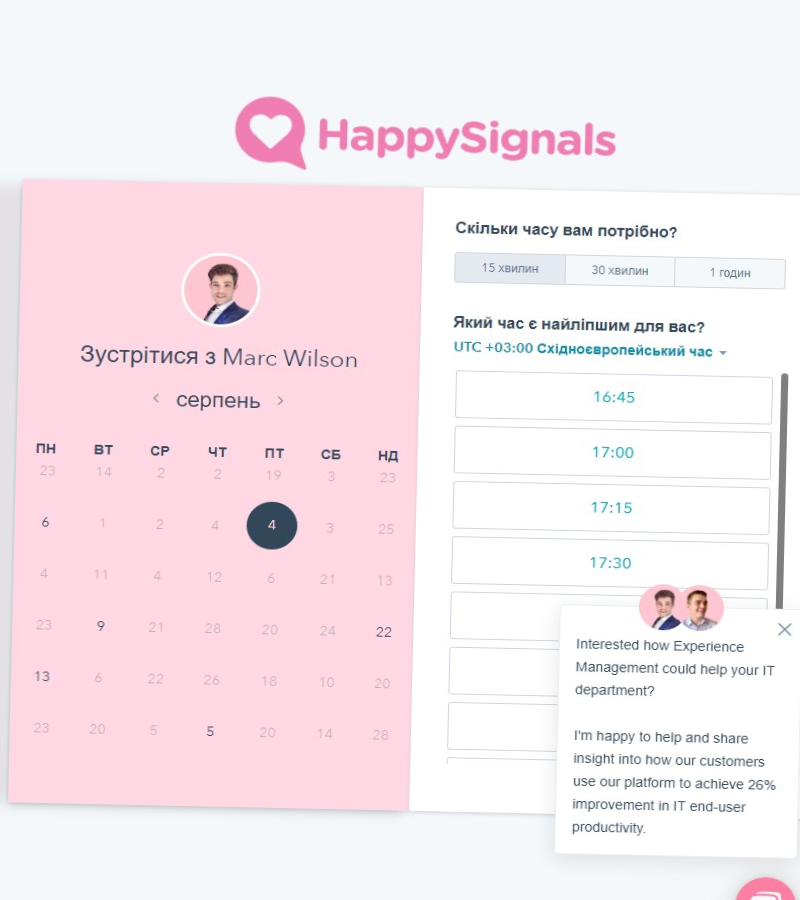 HappySignals
Зустрітися з Marc Wilson
серпень
ПН ВТ СР ЧТ ПТ СБ НД
23 14 2 2 19 3 23
6 1 2 4 4 3 25
4 11 4 12 6 21 13
23 9 21 28 20 24 22
13 6 22 26 18 10 20
23 20 5 5 20 14 28
Скільки часу вам потрібно?
15 хвилин 30 хвилин 1 годин
Який час є найліпшим для вас?
UTC +03:00 Східноєвропейський час
16:45
17:00
17:15
17:30
Interested how Experience
Management could help your IT
department?
I'm happy to help and share
insight into how our customers
use our platform to achieve 26%
improvement in IT end-user
productivity.